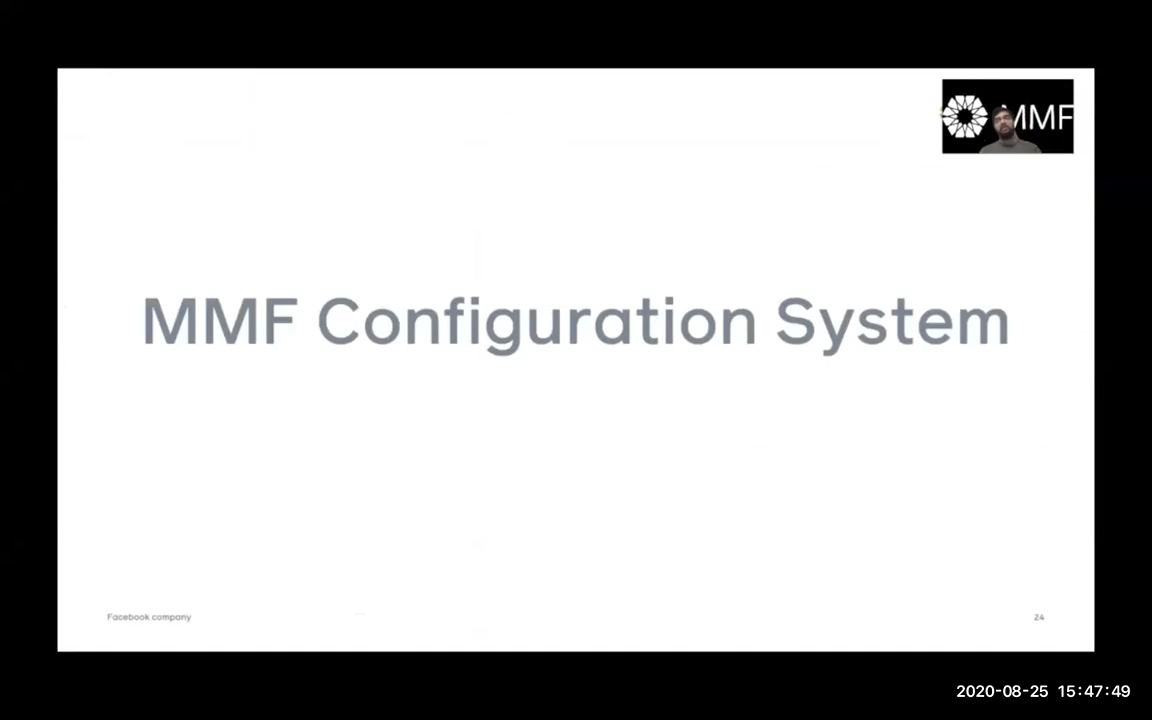 MMF
MMF Configuration System
Facebook company
24
2020-08-25 15:47:49